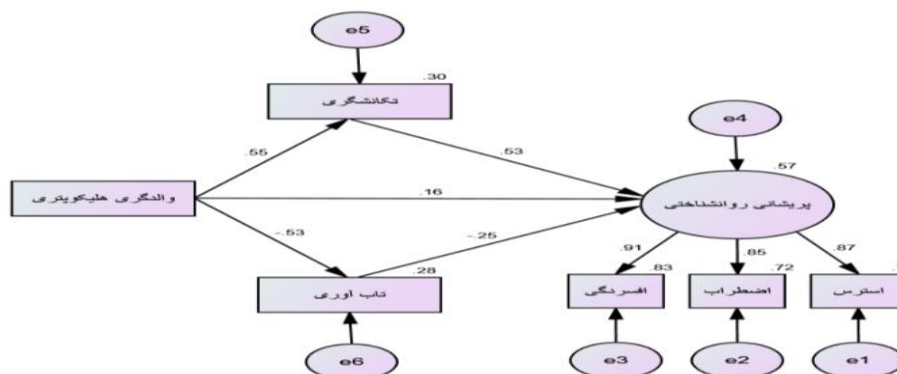 e5
.30
تکانشگری
e4
.55
.53
.57
والدگری هلیکوپتری
.16
پریشانی روانشناختی
-.53
-.25
.28
تاب آوری
.91
.85
.87
.83
.72
افسردگی
اضطراب
استرس
e6
e3
e2
e1